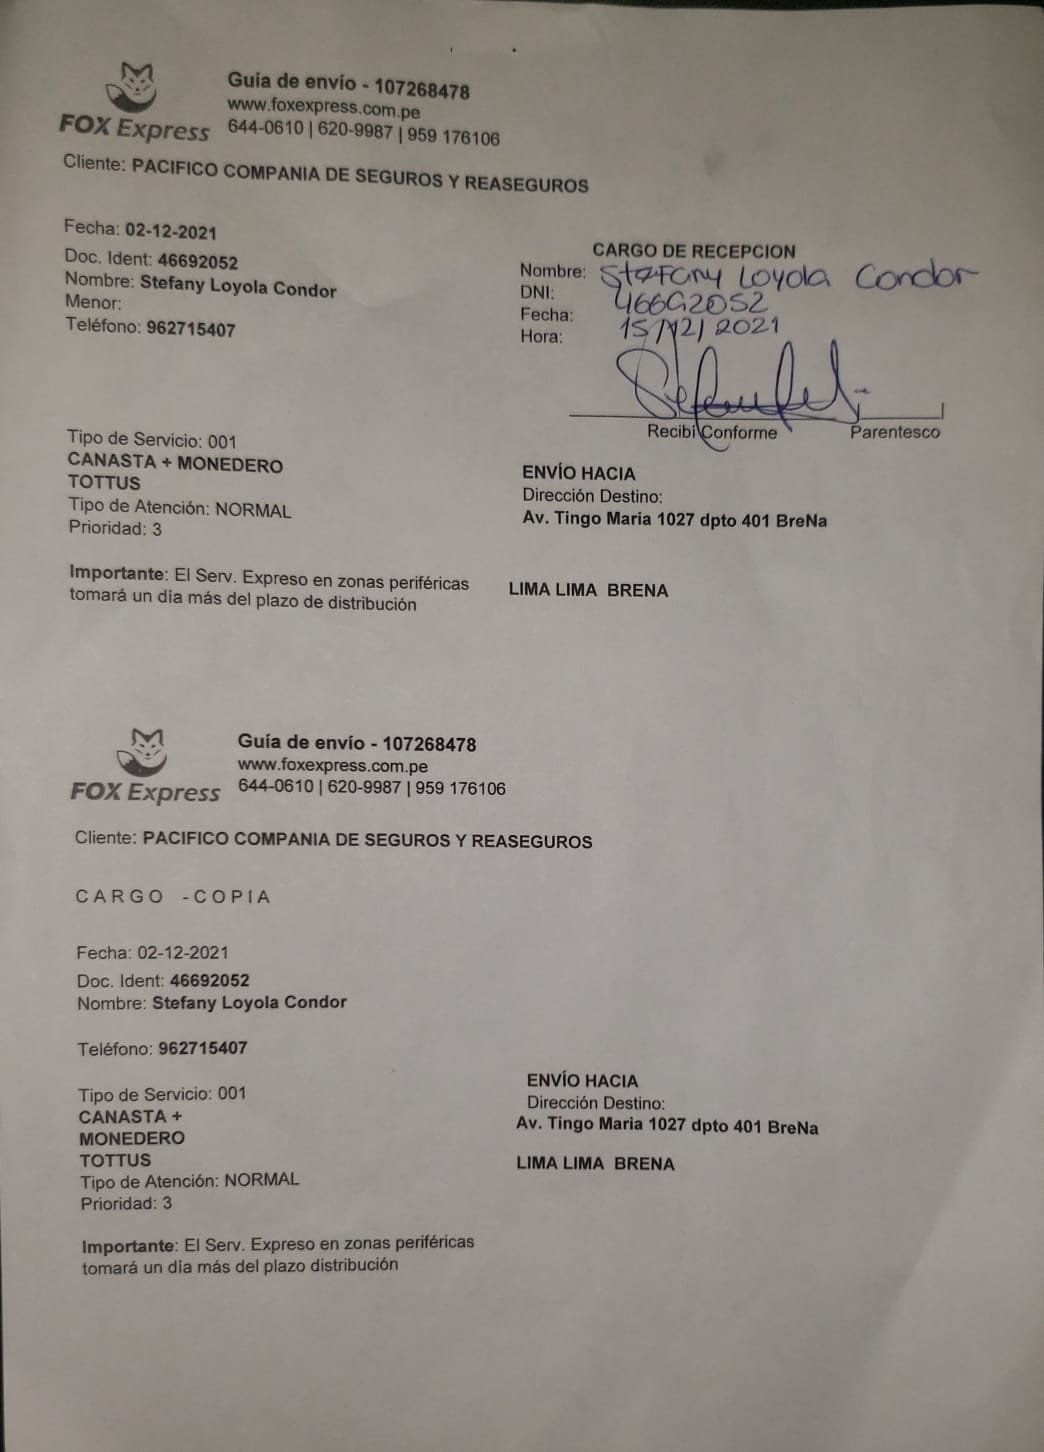 FOX Express
Guía de envío - 107268478
www.foxexpress.com.pe
644-0610 | 620-9987 | 959 176106
Cliente: PACIFICO COMPANIA DE SEGUROS Y REASEGUROS
Fecha: 02-12-2021
Doc. Ident: 46692052
Nombre: Stefany Loyola Condor
Menor:
Teléfono: 962715407
CARGO DE RECEPCION
Nombre: Stefany Loyola Condor
DNI: 46692052
Fecha: 15/12/2021
Hora:
Recibí Conforme Parentesco
Tipo de Servicio: 001
CANASTA + MONEDERO
TOTTUS
Tipo de Atención: NORMAL
Prioridad: 3
ENVÍO HACIA
Dirección Destino:
Av. Tingo Maria 1027 dpto 401 BreNa
Importante: El Serv. Expreso en zonas periféricas
tomará un día más del plazo de distribución
LIMA LIMA BRENA
FOX Express
Guía de envío - 107268478
www.foxexpress.com.pe
644-0610 | 620-9987 | 959 176106
Cliente: PACIFICO COMPANIA DE SEGUROS Y REASEGUROS
CARGO -COPIA
Fecha: 02-12-2021
Doc. Ident: 46692052
Nombre: Stefany Loyola Condor
Teléfono: 962715407
Tipo de Servicio: 001
CANASTA +
MONEDERO
TOTTUS
Tipo de Atención: NORMAL
Prioridad: 3
ENVÍO HACIA
Dirección Destino:
Av. Tingo Maria 1027 dpto 401 BreNa
LIMA LIMA BRENA
Importante: El Serv. Expreso en zonas periféricas
tomará un día más del plazo distribución